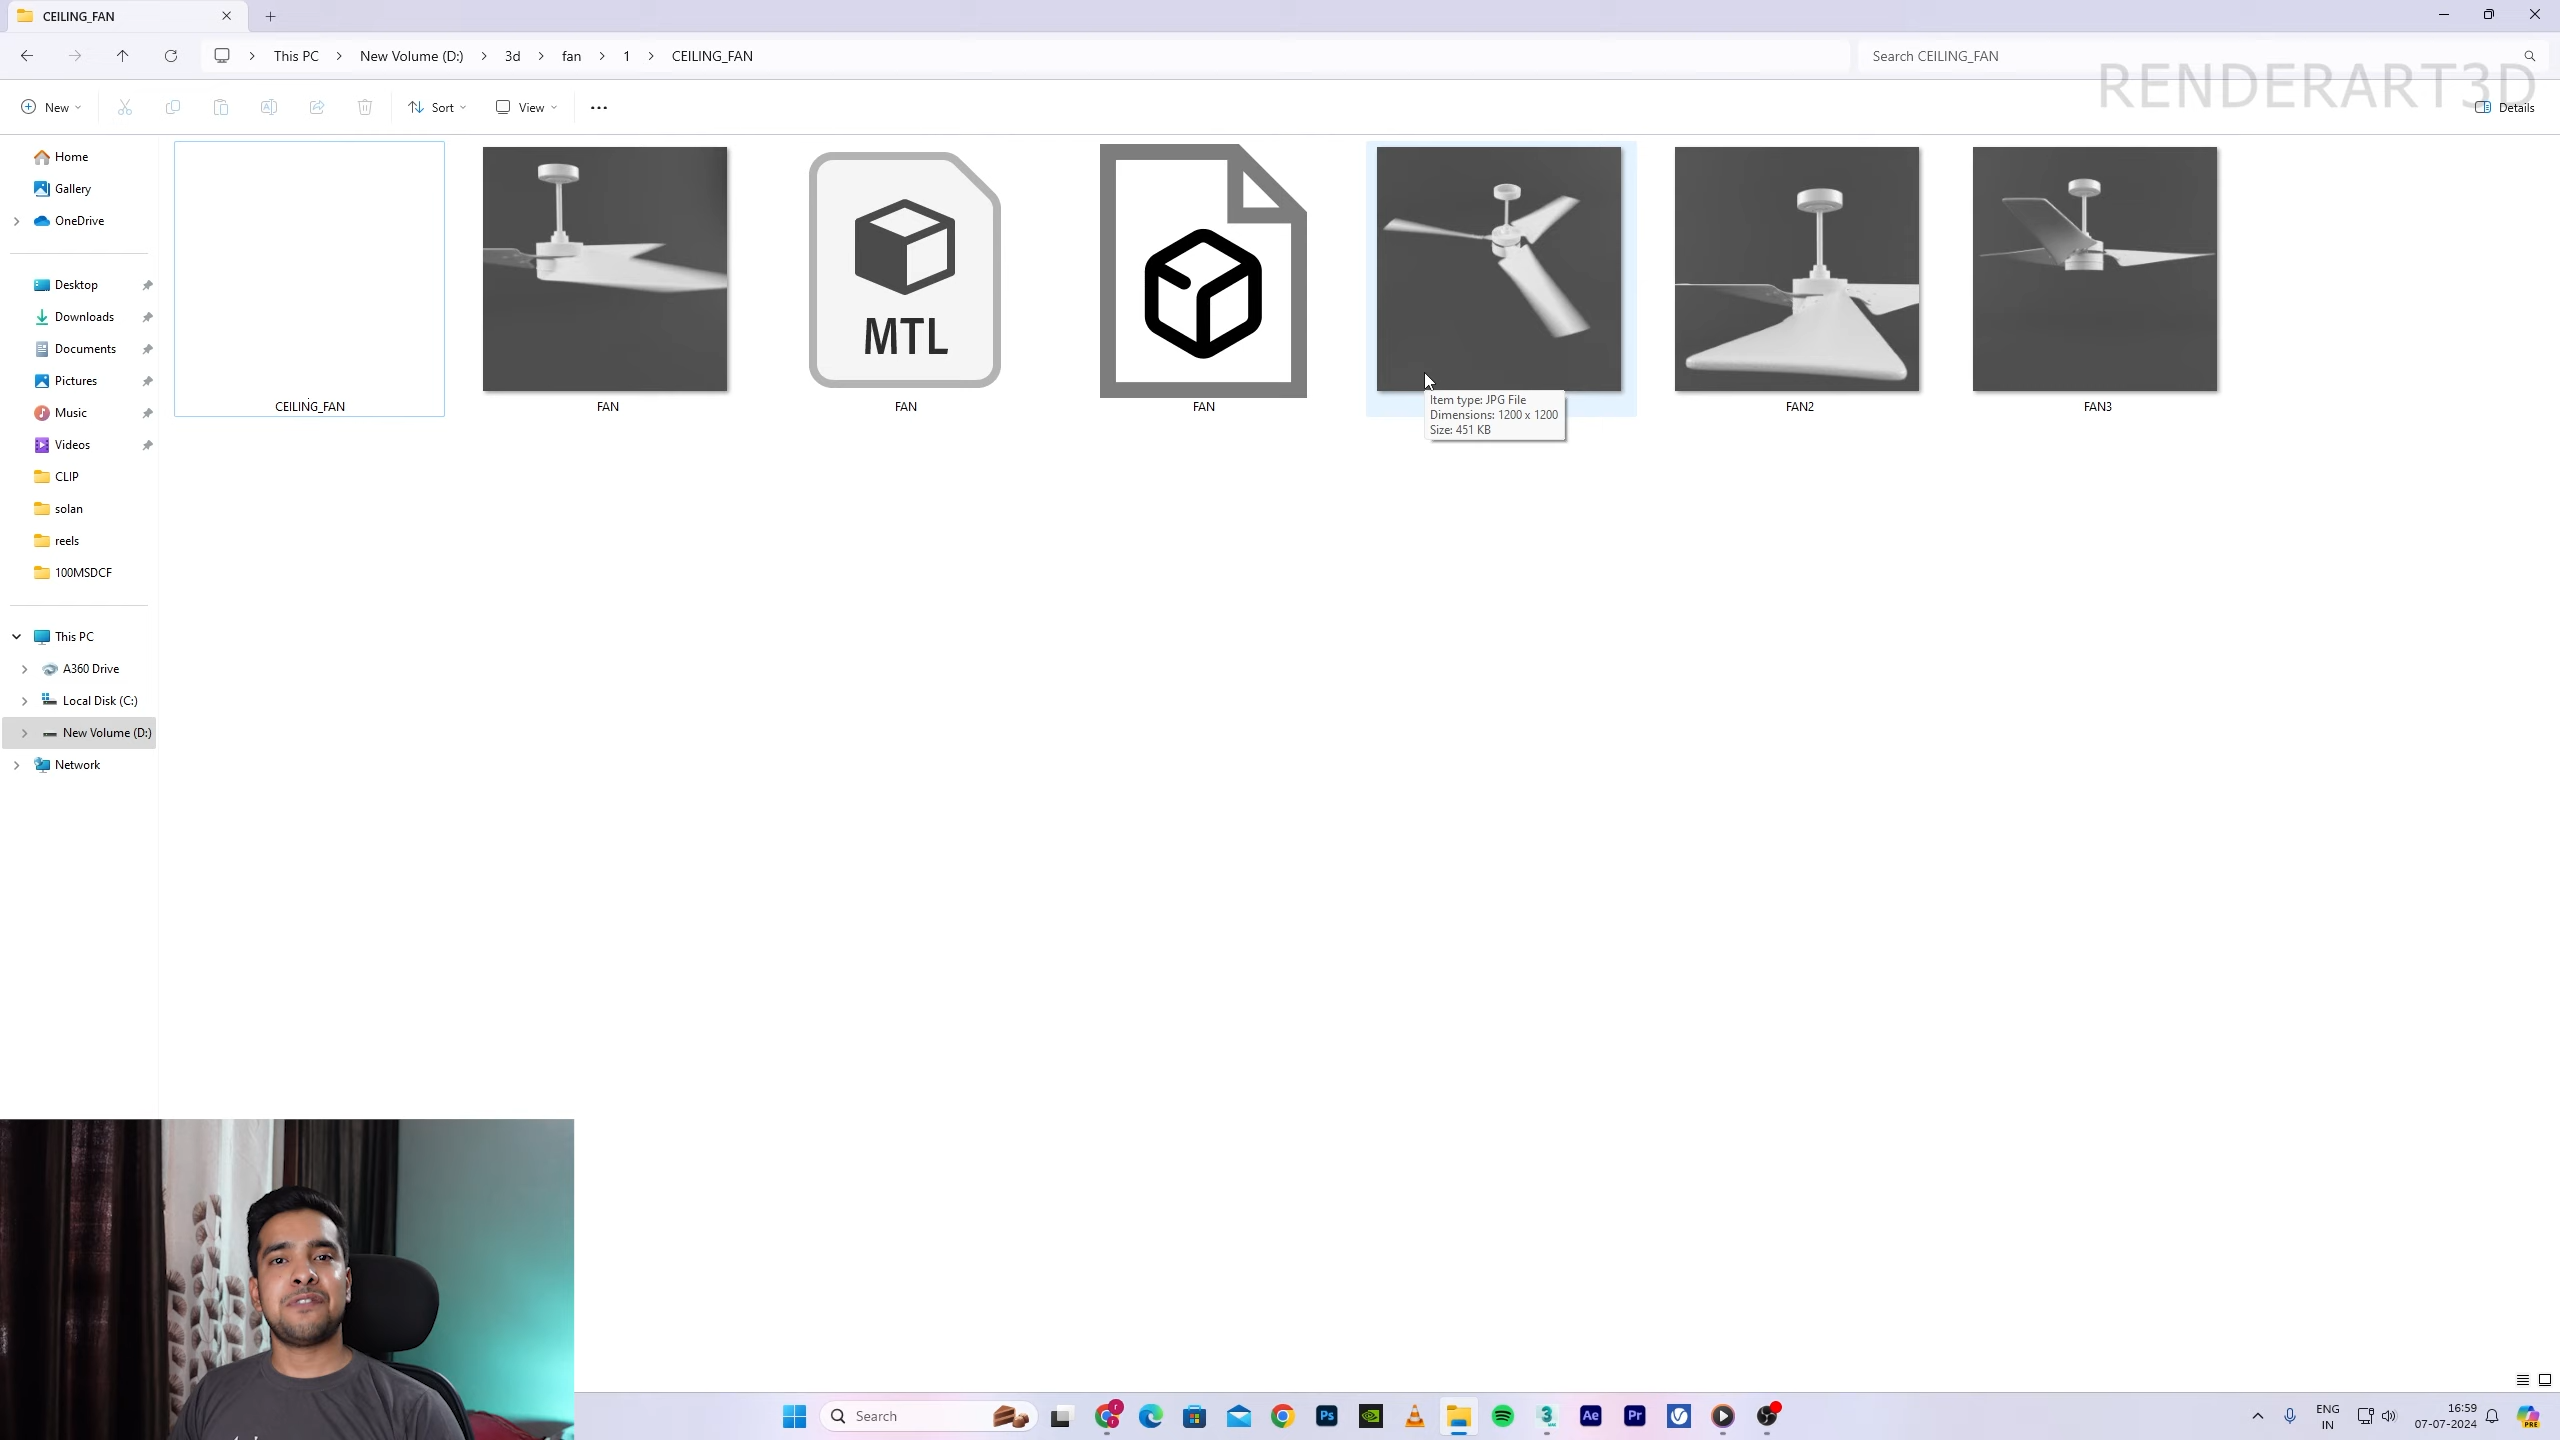 CEILING_FAN
This PC
New Volume (D:)
3d
fan
1
CEILING_FAN
Search CEILING_FAN
RENDERART3D
New
Sort
View
Details
Home
Gallery
OneDrive
Desktop
Downloads
Documents
Pictures
Music
Videos
CLIP
solan
reels
100MSDCF
This PC
A360 Drive
Local Disk (C:)
New Volume (D:)
Network
MTL
CEILING_FAN
FAN
FAN
FAN
FAN2
FAN3
Item type: JPG File
Dimensions: 1200 x 1200
Size: 451 KB
Search
Ps
3
Ae
Pr
ENG
IN
16:59
07-07-2024
PRE